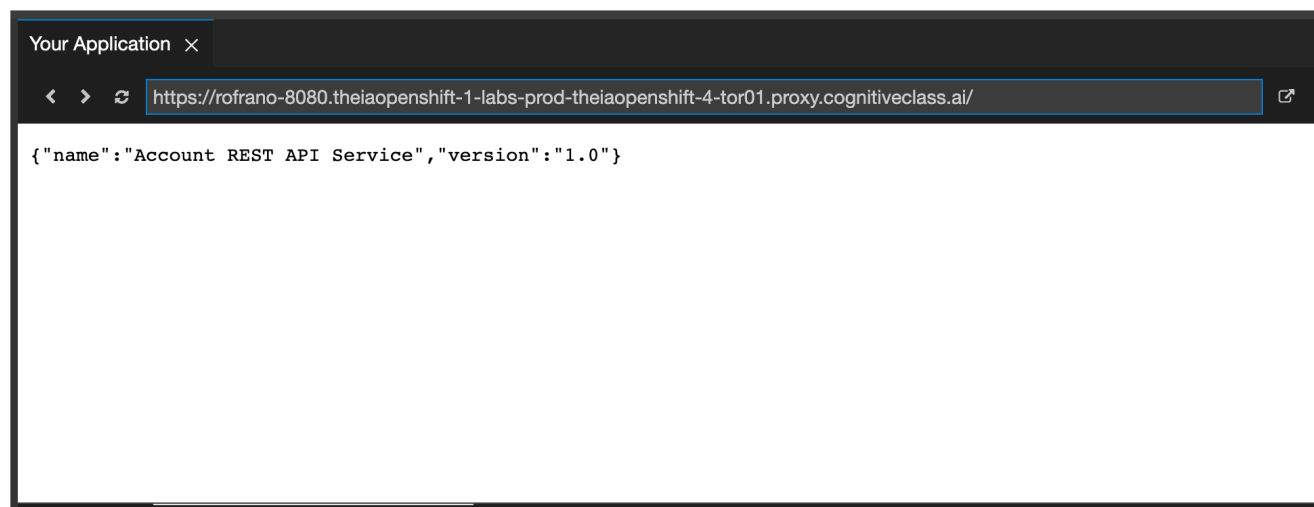 Your Application
https://rofrano-8080.theiaopenshift-1-labs-prod-theiaopenshift-4-tor01.proxy.cognitiveclass.ai/
{"name":"Account REST API Service","version":"1.0"}